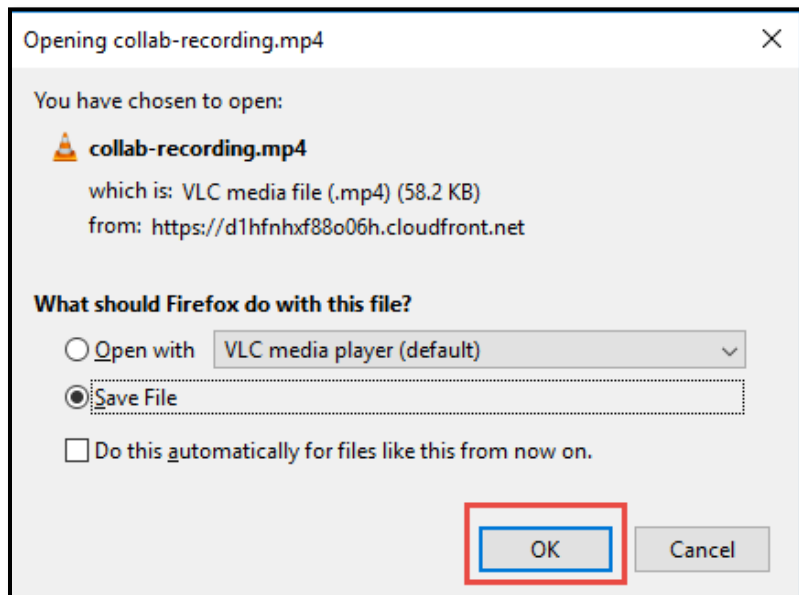 Opening collab-recording.mp4
You have chosen to open:
collab-recording.mp4
which is: VLC media file (.mp4) (58.2 KB)
from: https://d1hfnhxf88o06h.cloudfront.net
What should Firefox do with this file?
Open with VLC media player (default)
Save File
Do this automatically for files like this from now on.
OK Cancel